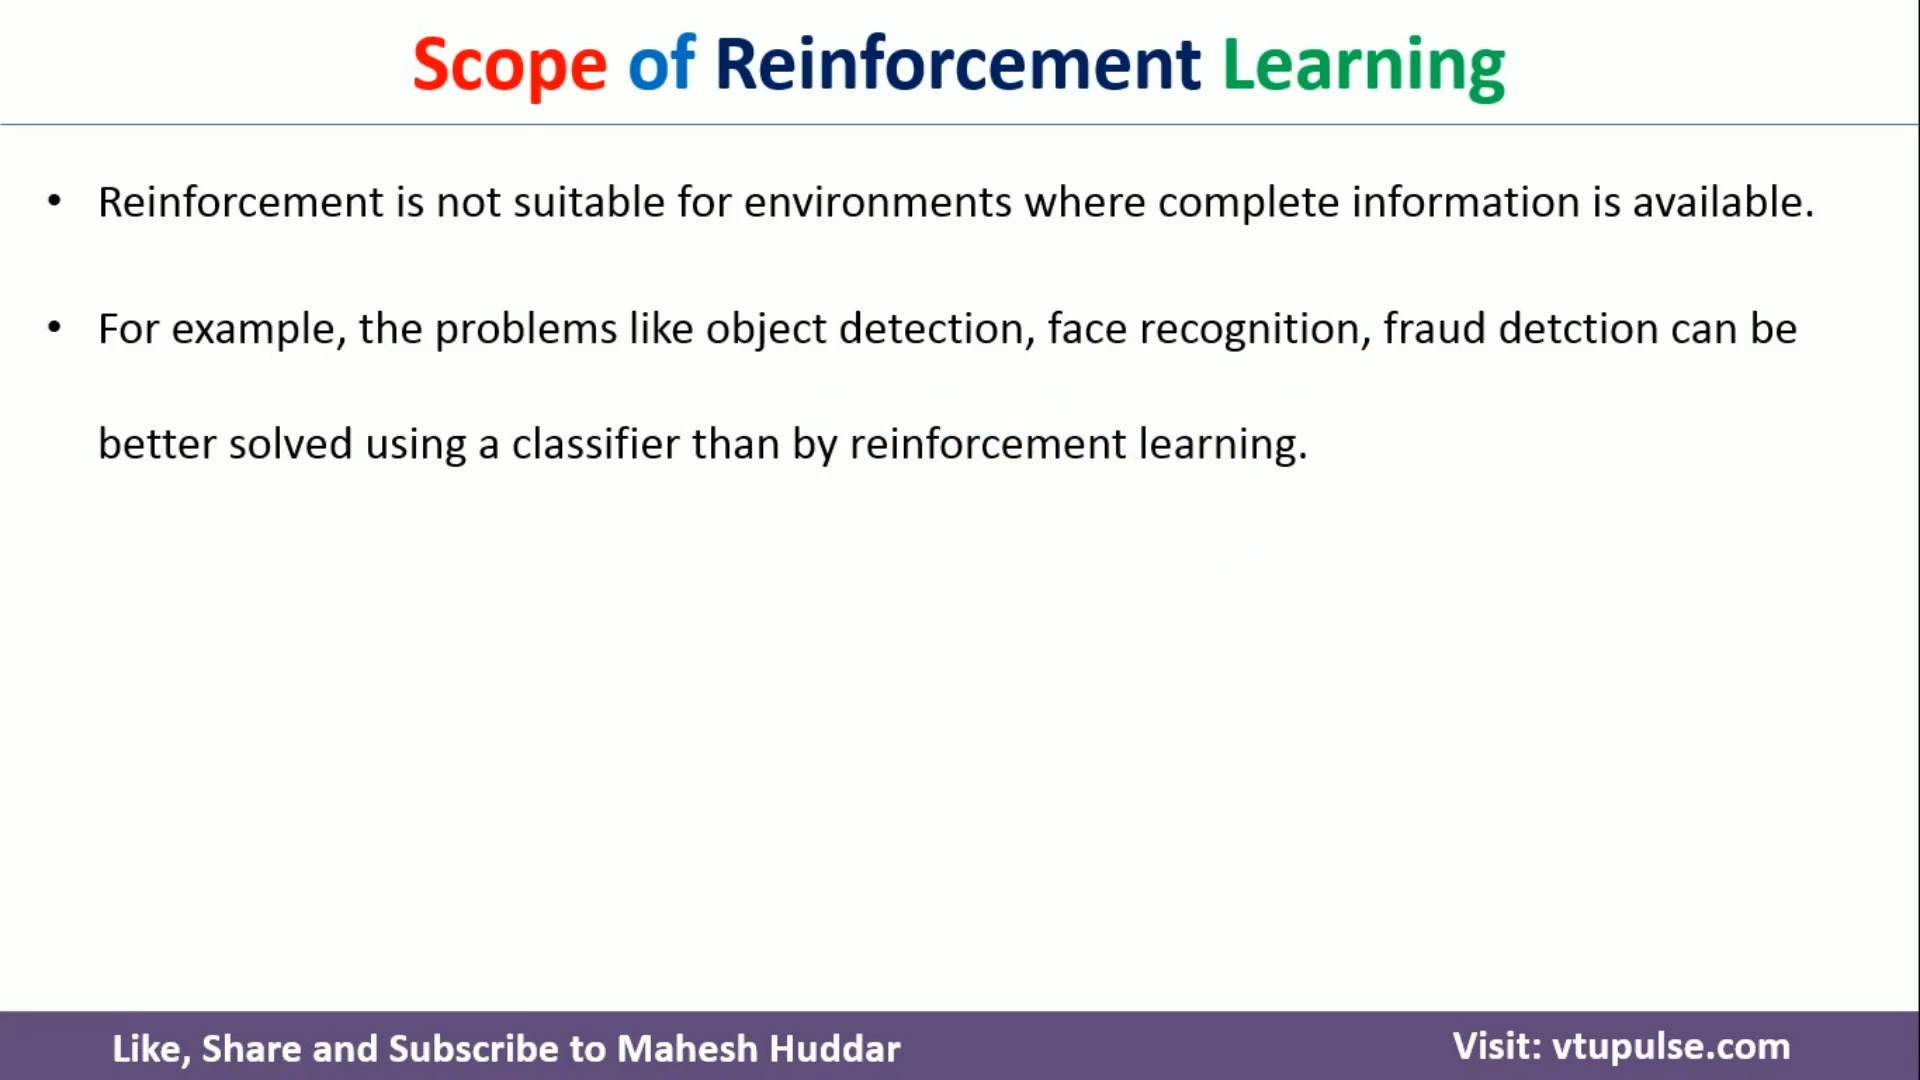 Scope of Reinforcement Learning
• Reinforcement is not suitable for environments where complete information is available.
• For example, the problems like object detection, face recognition, fraud detction can be
better solved using a classifier than by reinforcement learning.
Like, Share and Subscribe to Mahesh Huddar
Visit: vtupulse.com